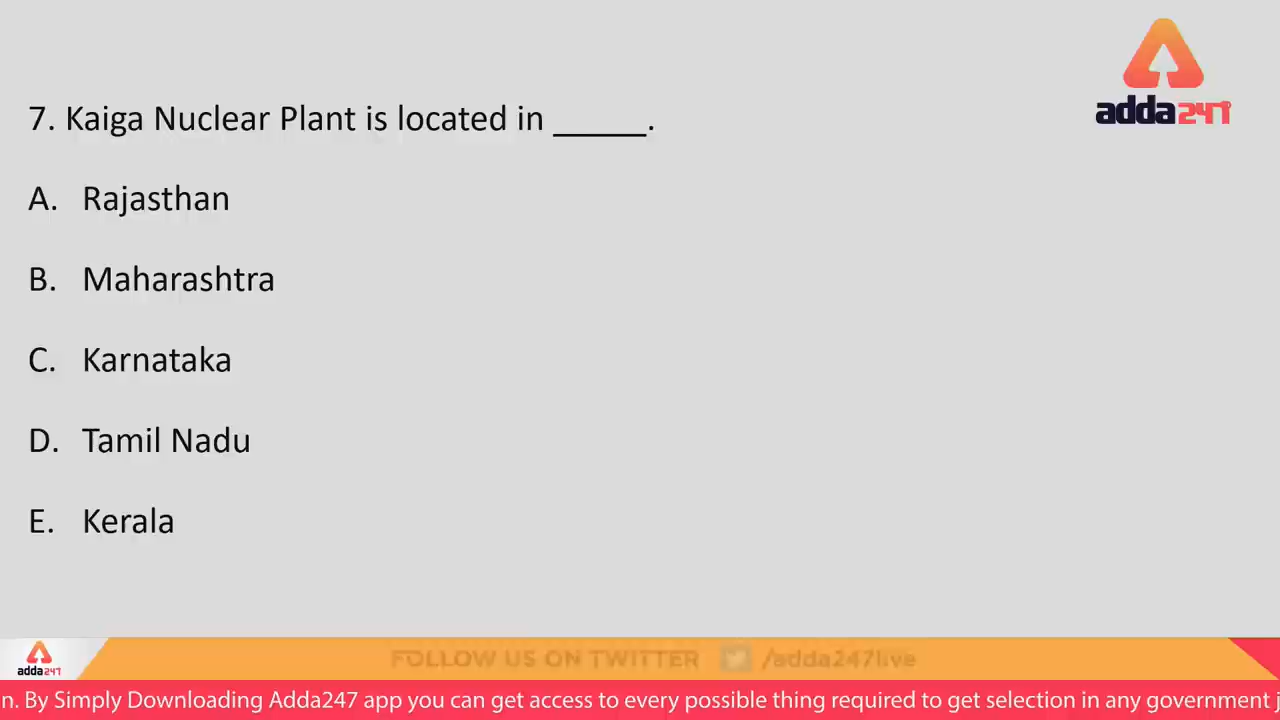 adda247
7. Kaiga Nuclear Plant is located in _____.
A. Rajasthan
B. Maharashtra
C. Karnataka
D. Tamil Nadu
E. Kerala
adda247
FOLLOW US ON TWITTER /adda247live
n. By Simply Downloading Adda247 app you can get access to every possible thing required to get selection in any government j